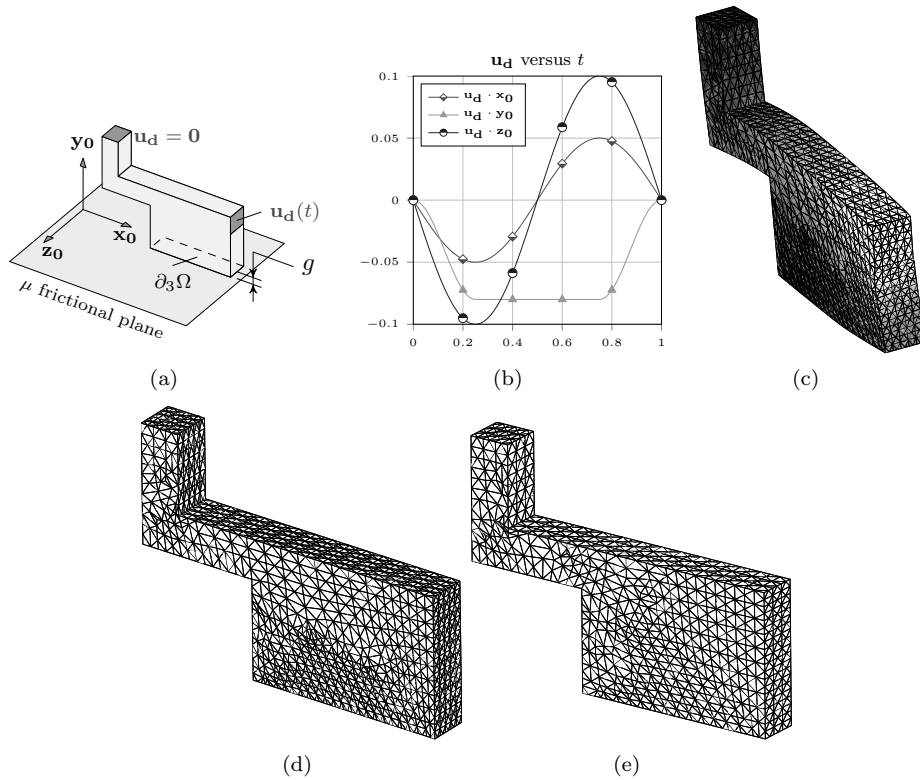 y₀
u_d = 0
u_d(t)
x₀
z₀
g
∂₃Ω
μ frictional plane
(a)
u_d versus t
u_d · x₀
u_d · y₀
u_d · z₀
0.1
0.05
0
−0.05
−0.1
0 0.2 0.4 0.6 0.8 1
(b)
(c)
(d)
(e)